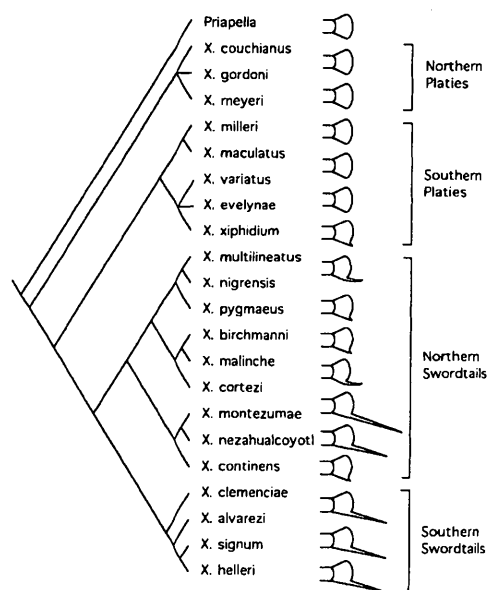 Priapella
X. couchianus
X. gordoni
X. meyeri
X. milleri
X. maculatus
X. variatus
X. evelynae
X. xiphidium
X. multilineatus
X. nigrensis
X. pygmaeus
X. birchmanni
X. malinche
X. cortezi
X. montezumae
X. nezahualcoyotl
X. continens
X. clemenciae
X. alvarezi
X. signum
X. helleri
Northern
Platies
Southern
Platies
Northern
Swordtails
Southern
Swordtails